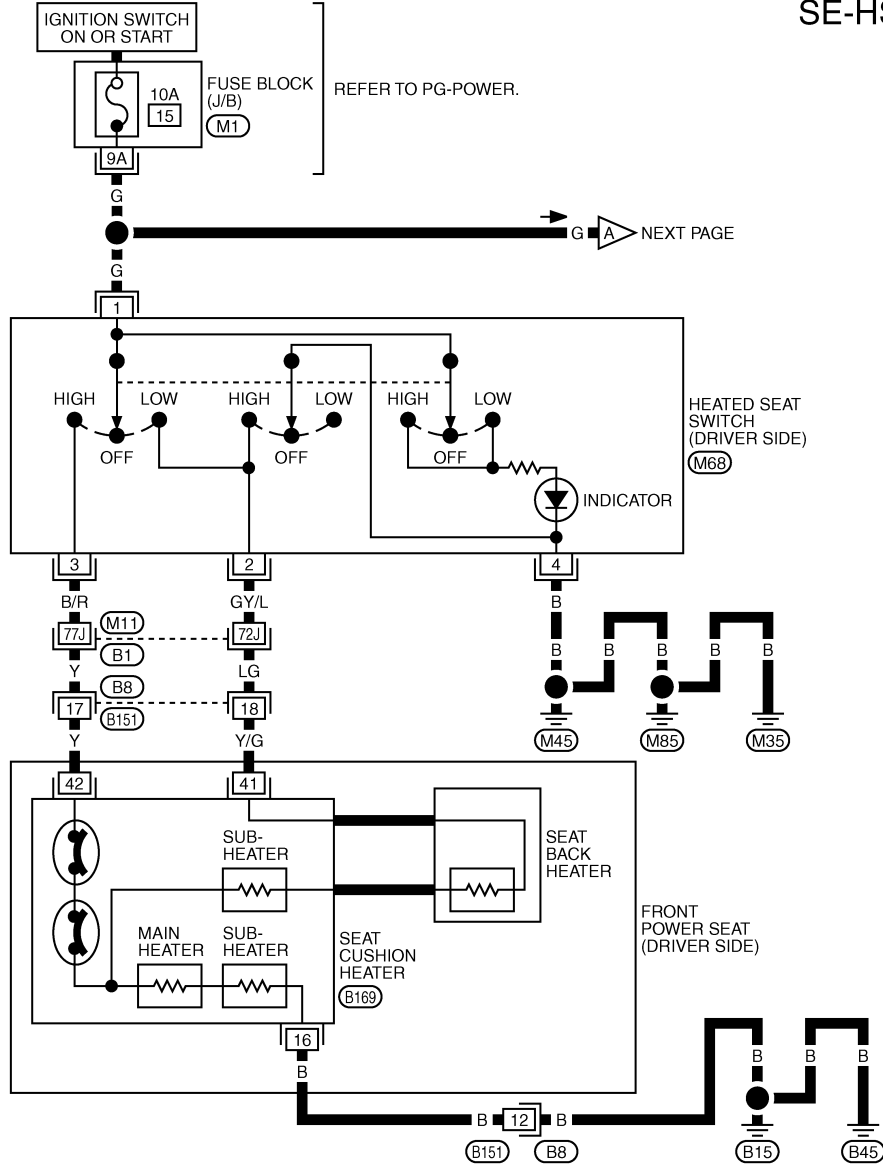 SE-HS
IGNITION SWITCH
ON OR START
10A
15
FUSE BLOCK
(J/B)
M1
REFER TO PG-POWER.
9A
G
G
A
NEXT PAGE
G
1
HIGH
LOW
OFF
HIGH
LOW
OFF
HIGH
LOW
OFF
INDICATOR
HEATED SEAT
SWITCH
(DRIVER SIDE)
M68
3
2
4
B/R
GY/L
B
77J
M11
72J
B1
B
B
B
B
B
Y
LG
B8
17
18
B151
Y
Y/G
M45
M85
M35
42
41
SUB-
HEATER
SEAT
BACK
HEATER
MAIN
HEATER
SUB-
HEATER
SEAT
CUSHION
HEATER
B169
FRONT
POWER SEAT
(DRIVER SIDE)
16
B
B
B
B
B
12
B
B151
B8
B15
B45